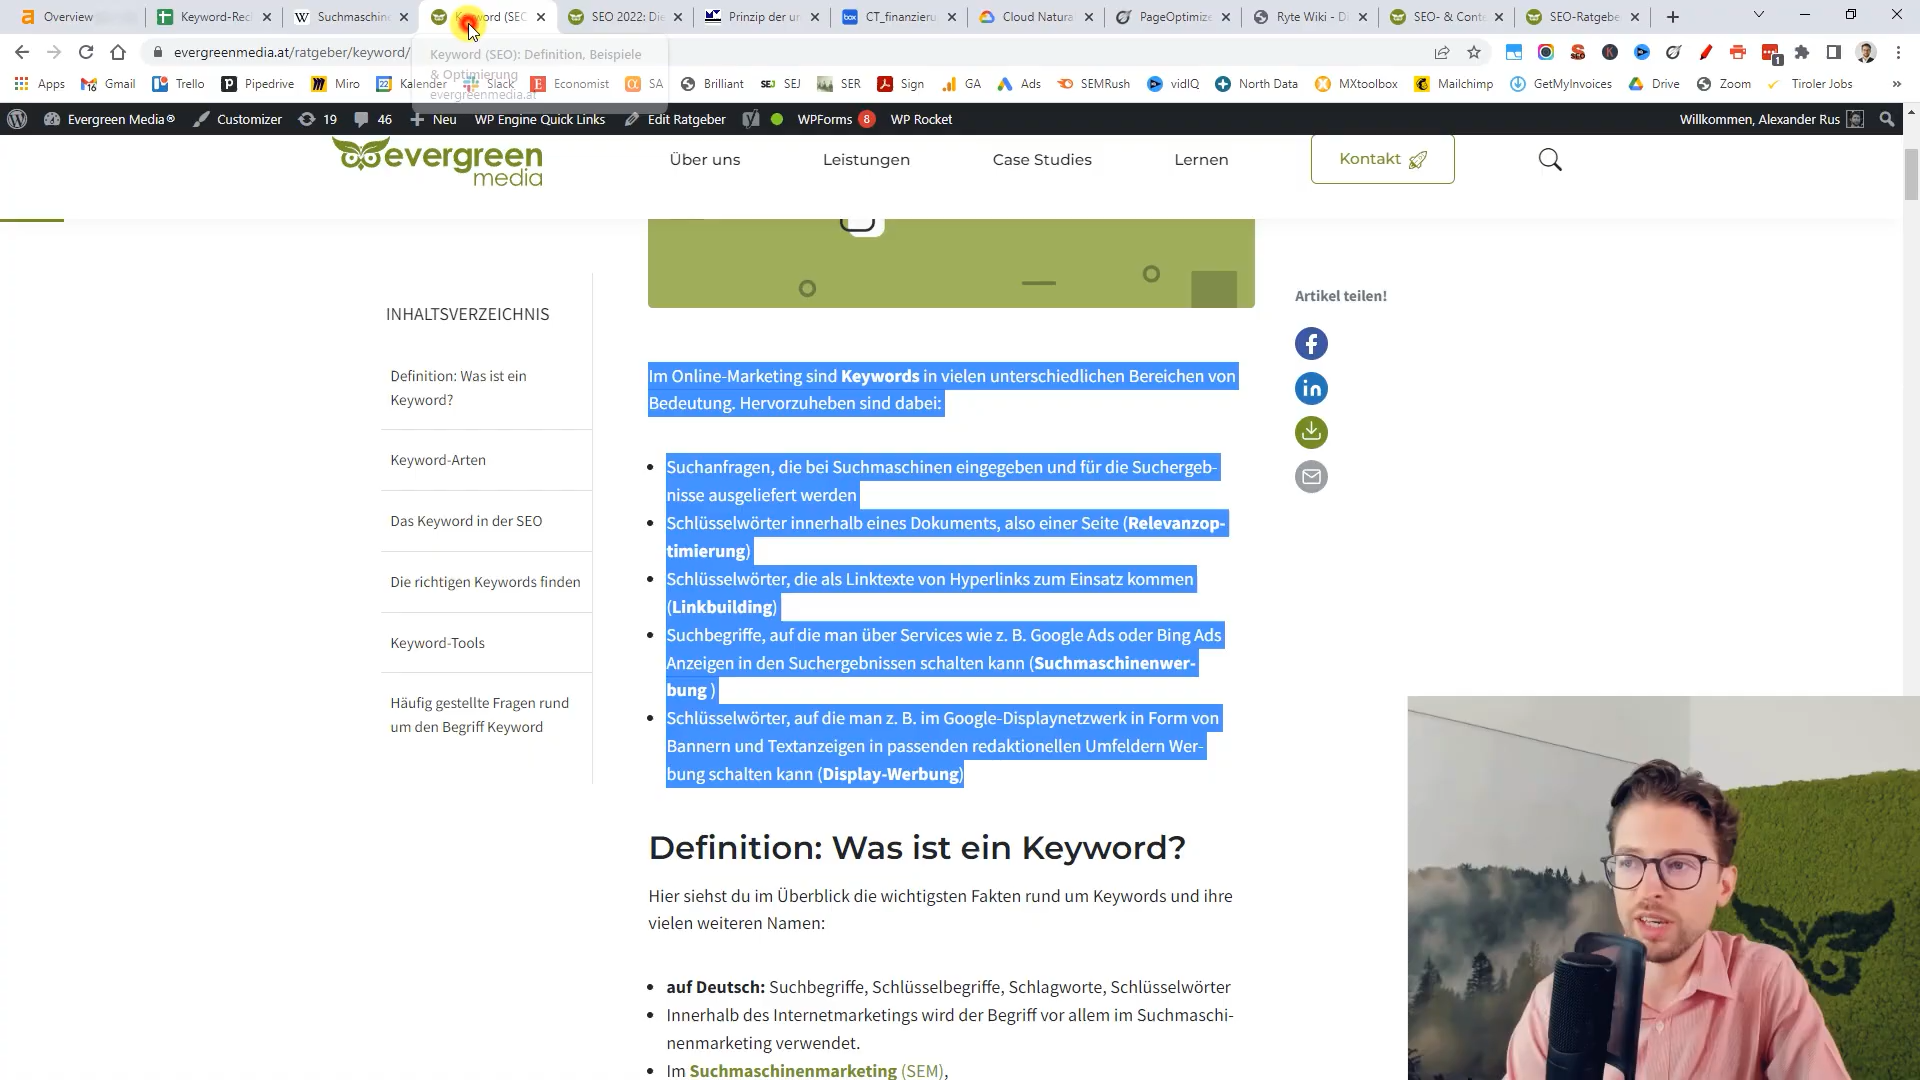 Overview
Keyword-Rec
Suchmaschine
Keyword (SEO
SEO 2022: Die
Prinzip der un
CT_finanzieru
Cloud Natura
PageOptimize
Ryte Wiki - Di
SEO- & Conte
SEO-Ratgebe
evergreenmedia.at/ratgeber/keyword/
Keyword (SEO): Definition, Beispiele
& Optimierung
evergreenmedia.at
Apps
Gmail
Trello
Pipedrive
Miro
Kalender
Slack
Economist
SA
Brilliant
SEJ
SER
Sign
GA
Ads
SEMRush
vidIQ
North Data
MXtoolbox
Mailchimp
GetMyInvoices
Drive
Zoom
Tiroler Jobs
»
Evergreen Media®
Customizer
19
46
Neu
WP Engine Quick Links
Edit Ratgeber
WPForms 8
WP Rocket
Willkommen, Alexander Rus
evergreen
media
Über uns
Leistungen
Case Studies
Lernen
Kontakt
INHALTSVERZEICHNIS
Definition: Was ist ein
Keyword?
Keyword-Arten
Das Keyword in der SEO
Die richtigen Keywords finden
Keyword-Tools
Häufig gestellte Fragen rund
um den Begriff Keyword
Artikel teilen!
Im Online-Marketing sind Keywords in vielen unterschiedlichen Bereichen von
Bedeutung. Hervorzuheben sind dabei:
• Suchanfragen, die bei Suchmaschinen eingegeben und für die Suchergeb-
nisse ausgeliefert werden
• Schlüsselwörter innerhalb eines Dokuments, also einer Seite (Relevanzop-
timierung)
• Schlüsselwörter, die als Linktexte von Hyperlinks zum Einsatz kommen
(Linkbuilding)
• Suchbegriffe, auf die man über Services wie z. B. Google Ads oder Bing Ads
Anzeigen in den Suchergebnissen schalten kann (Suchmaschinenwer-
bung )
• Schlüsselwörter, auf die man z. B. im Google-Displaynetzwerk in Form von
Bannern und Textanzeigen in passenden redaktionellen Umfeldern Wer-
bung schalten kann (Display-Werbung)
Definition: Was ist ein Keyword?
Hier siehst du im Überblick die wichtigsten Fakten rund um Keywords und ihre
vielen weiteren Namen:
• auf Deutsch: Suchbegriffe, Schlüsselbegriffe, Schlagworte, Schlüsselwörter
• Innerhalb des Internetmarketings wird der Begriff vor allem im Suchmaschi-
nenmarketing verwendet.
• Im Suchmaschinenmarketing (SEM),